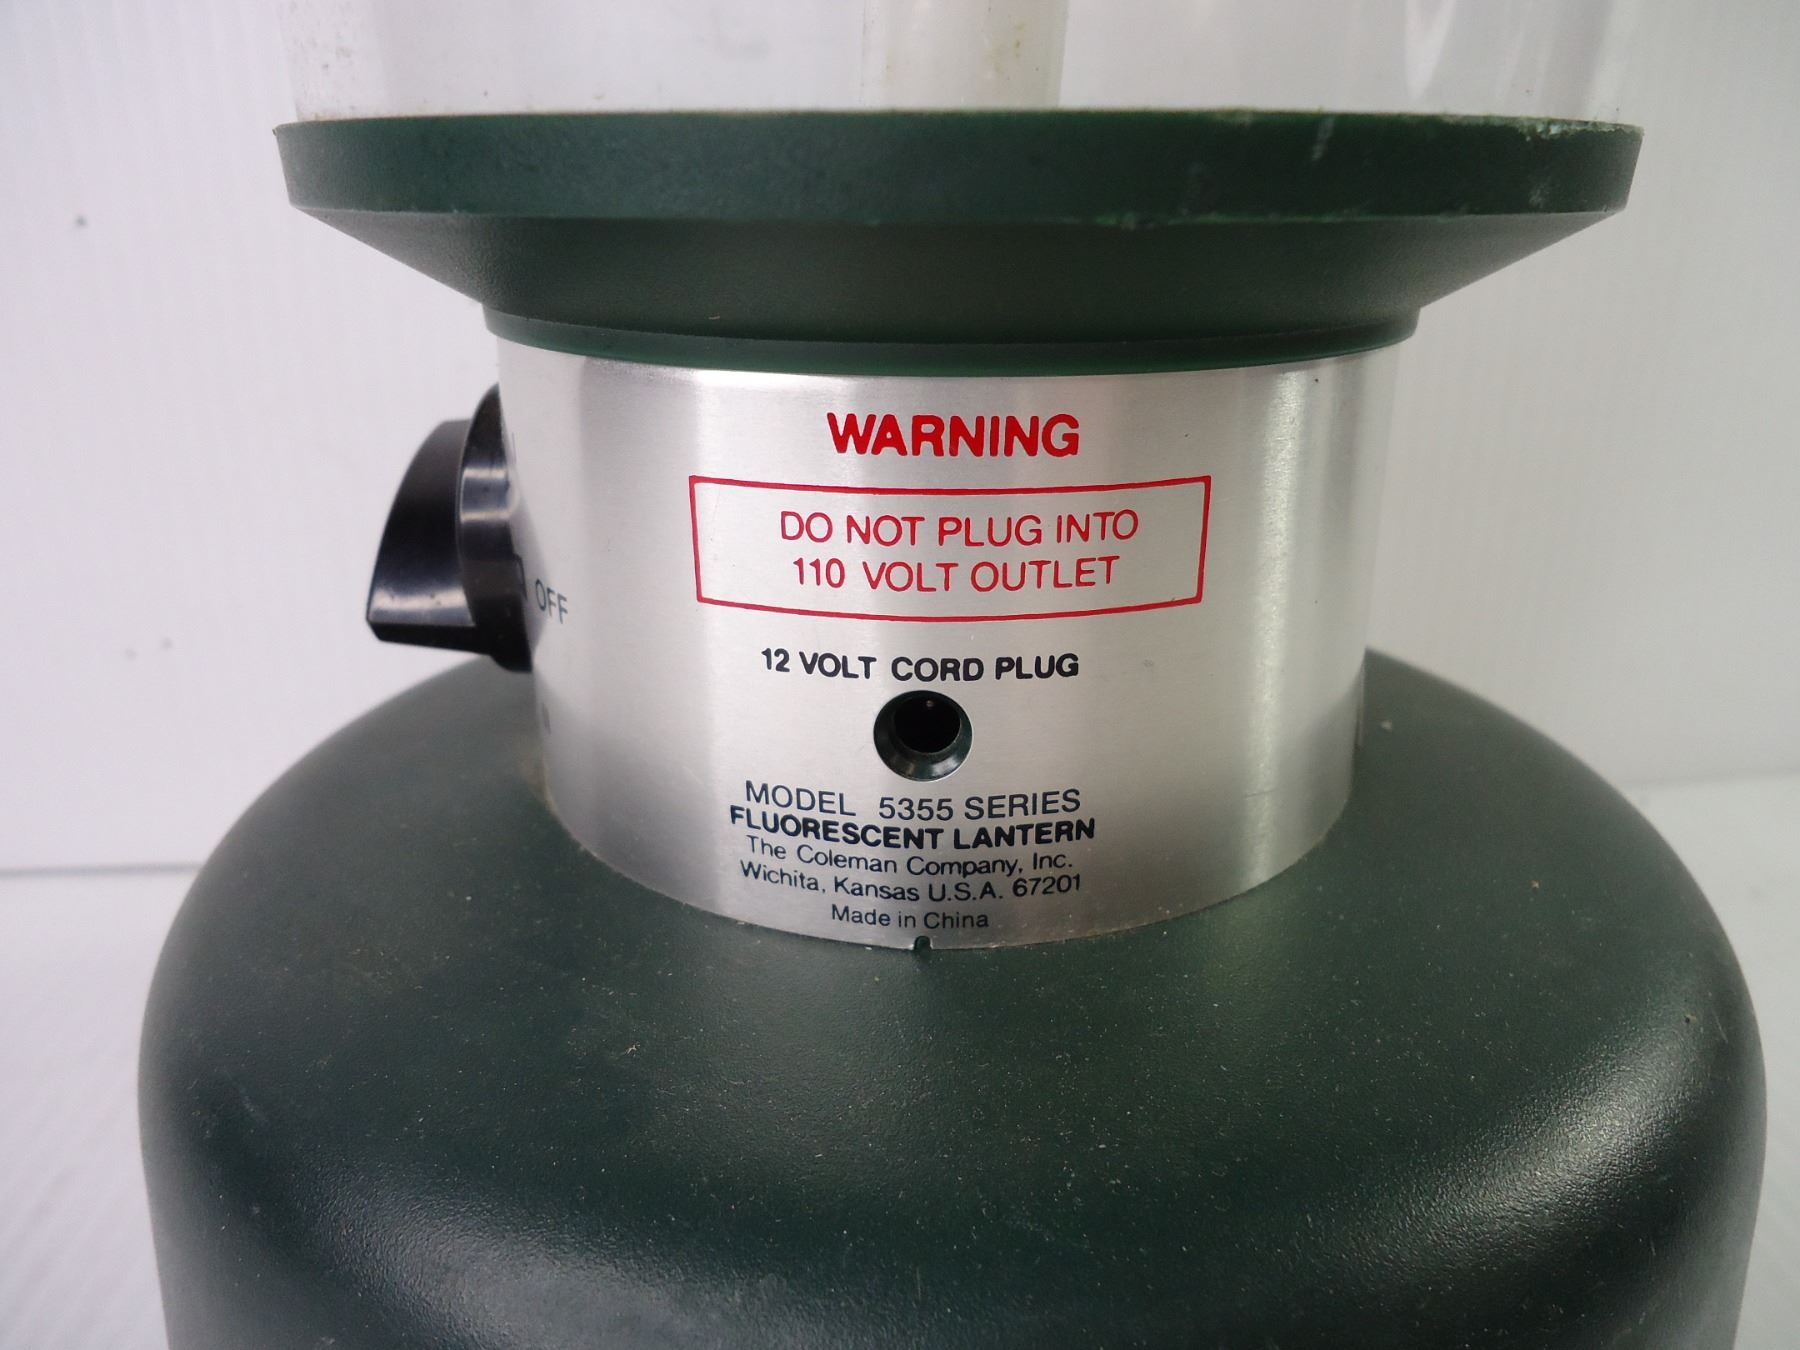 WARNING
DO NOT PLUG INTO
110 VOLT OUTLET
OFF
12 VOLT CORD PLUG
MODEL 5355 SERIES
FLUORESCENT LANTERN
The Coleman Company, Inc.
Wichita, Kansas U.S.A. 67201
Made in China